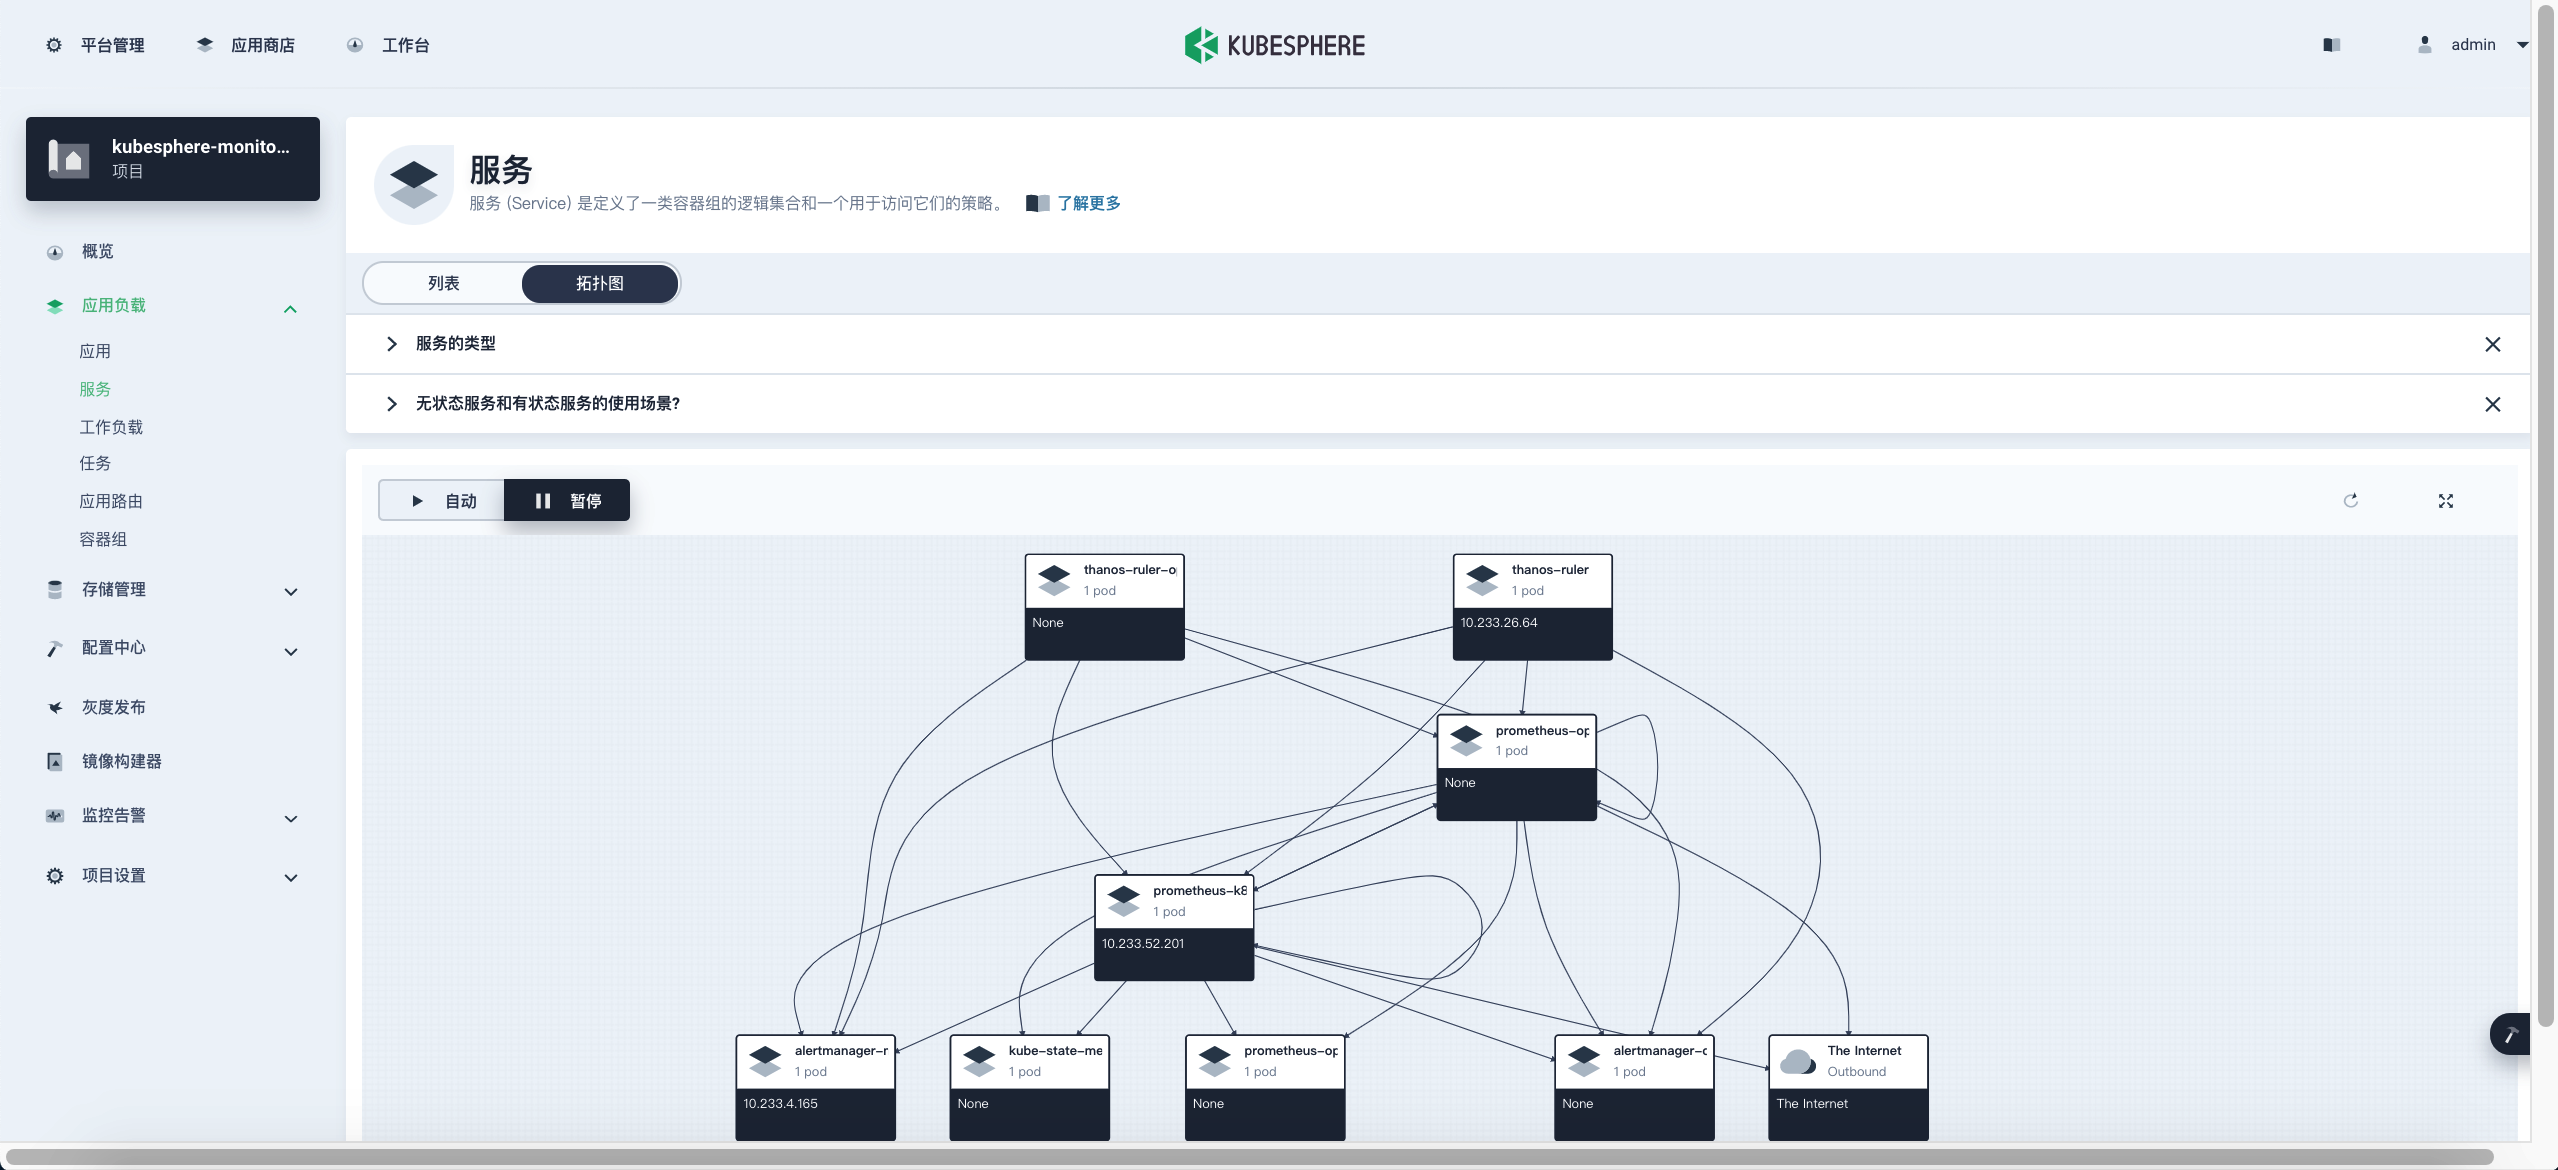 平台管理
应用商店
工作台
KUBESPHERE
admin
kubesphere-monito...
项目
概览
应用负载
应用
服务
工作负载
任务
应用路由
容器组
存储管理
配置中心
灰度发布
镜像构建器
监控告警
项目设置
服务
服务 (Service) 是定义了一类容器组的逻辑集合和一个用于访问它们的策略。
了解更多
列表
拓扑图
服务的类型
无状态服务和有状态服务的使用场景?
自动
暂停
thanos-ruler-o
1 pod
None
thanos-ruler
1 pod
10.233.26.64
prometheus-op
1 pod
None
prometheus-k8
1 pod
10.233.52.201
alertmanager-r
1 pod
10.233.4.165
kube-state-me
1 pod
None
prometheus-op
1 pod
None
alertmanager-c
1 pod
None
The Internet
Outbound
The Internet